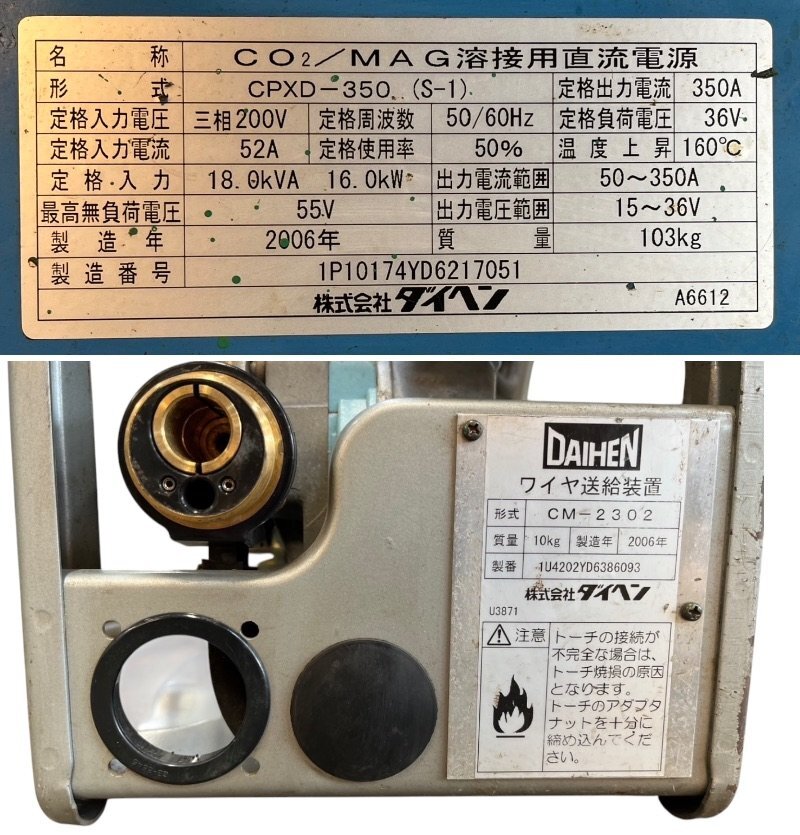 名称 CO2/MAG溶接用直流電源
形式 CPXD-350 (S-1) 定格出力電流 350A
定格入力電圧 三相200V 定格周波数 50/60Hz 定格負荷電圧 36V
定格入力電流 52A 定格使用率 50% 温度上昇 160℃
定格入力 18.0kVA 16.0kW 出力電流範囲 50～350A
最高無負荷電圧 55V 出力電圧範囲 15～36V
製造年 2006年 質量 103kg
製造番号 1P10174YD6217051
株式会社ダイヘン A6612
DAIHEN
ワイヤ送給装置
形式 CM-2302
質量 10kg 製造年 2006年
製番 1U4202YD6386093
株式会社ダイヘン
U3871
注意 トーチの接続が
不完全な場合は、
トーチ焼損の原因
となります。
トーチのアダプタ
ナットを十分に
締め込んでくだ
さい。